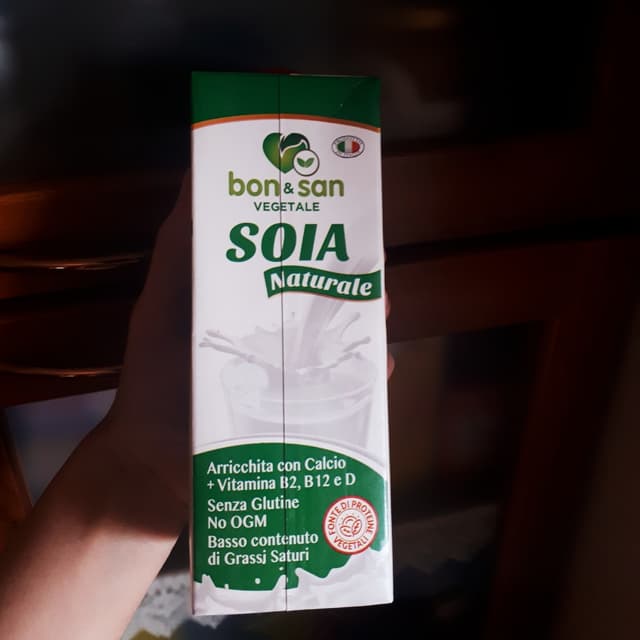 bon & san
VEGETALE
SOIA
Naturale
Arricchita con Calcio
+ Vitamina B2, B12 e D
Senza Glutine
No OGM
Basso contenuto
di Grassi Saturi
FONTE DI PROTEINE
VEGETALI